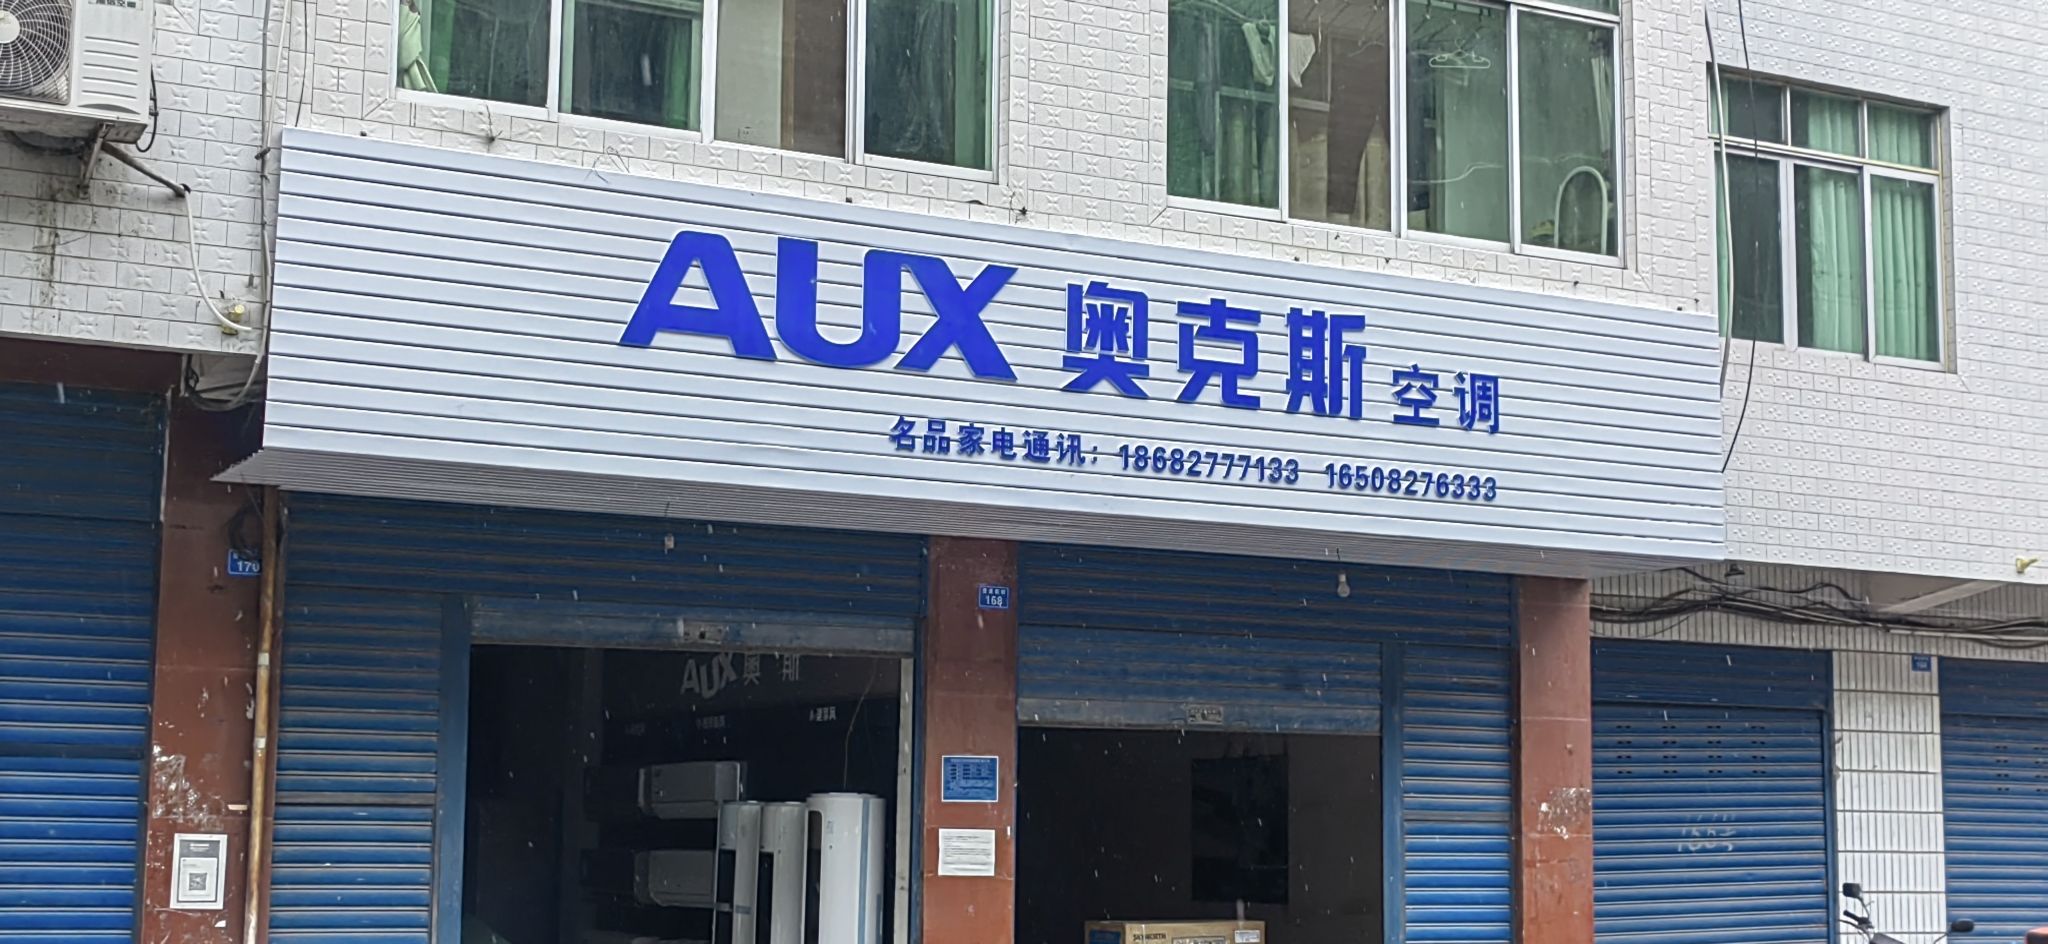 AUX 奥克斯 空调
名品家电通讯：18682777133 16508276333
170
168
AUX 奥 斯